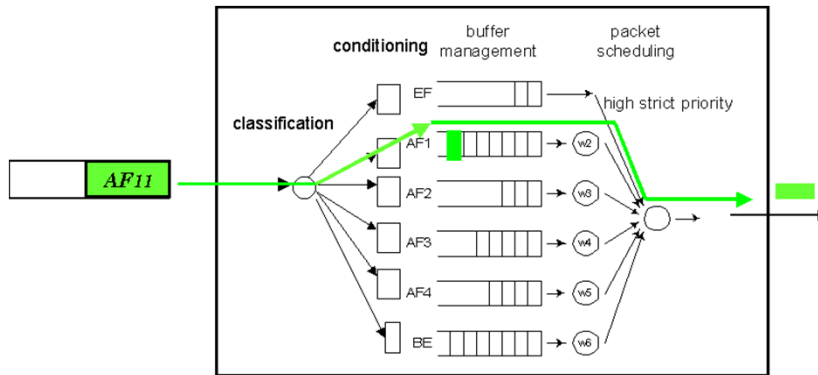 buffer
management
packet
scheduling
conditioning
classification
EF
high strict priority
AF1
w2
AF11
AF2
w3
AF3
w4
AF4
w5
BE
w6